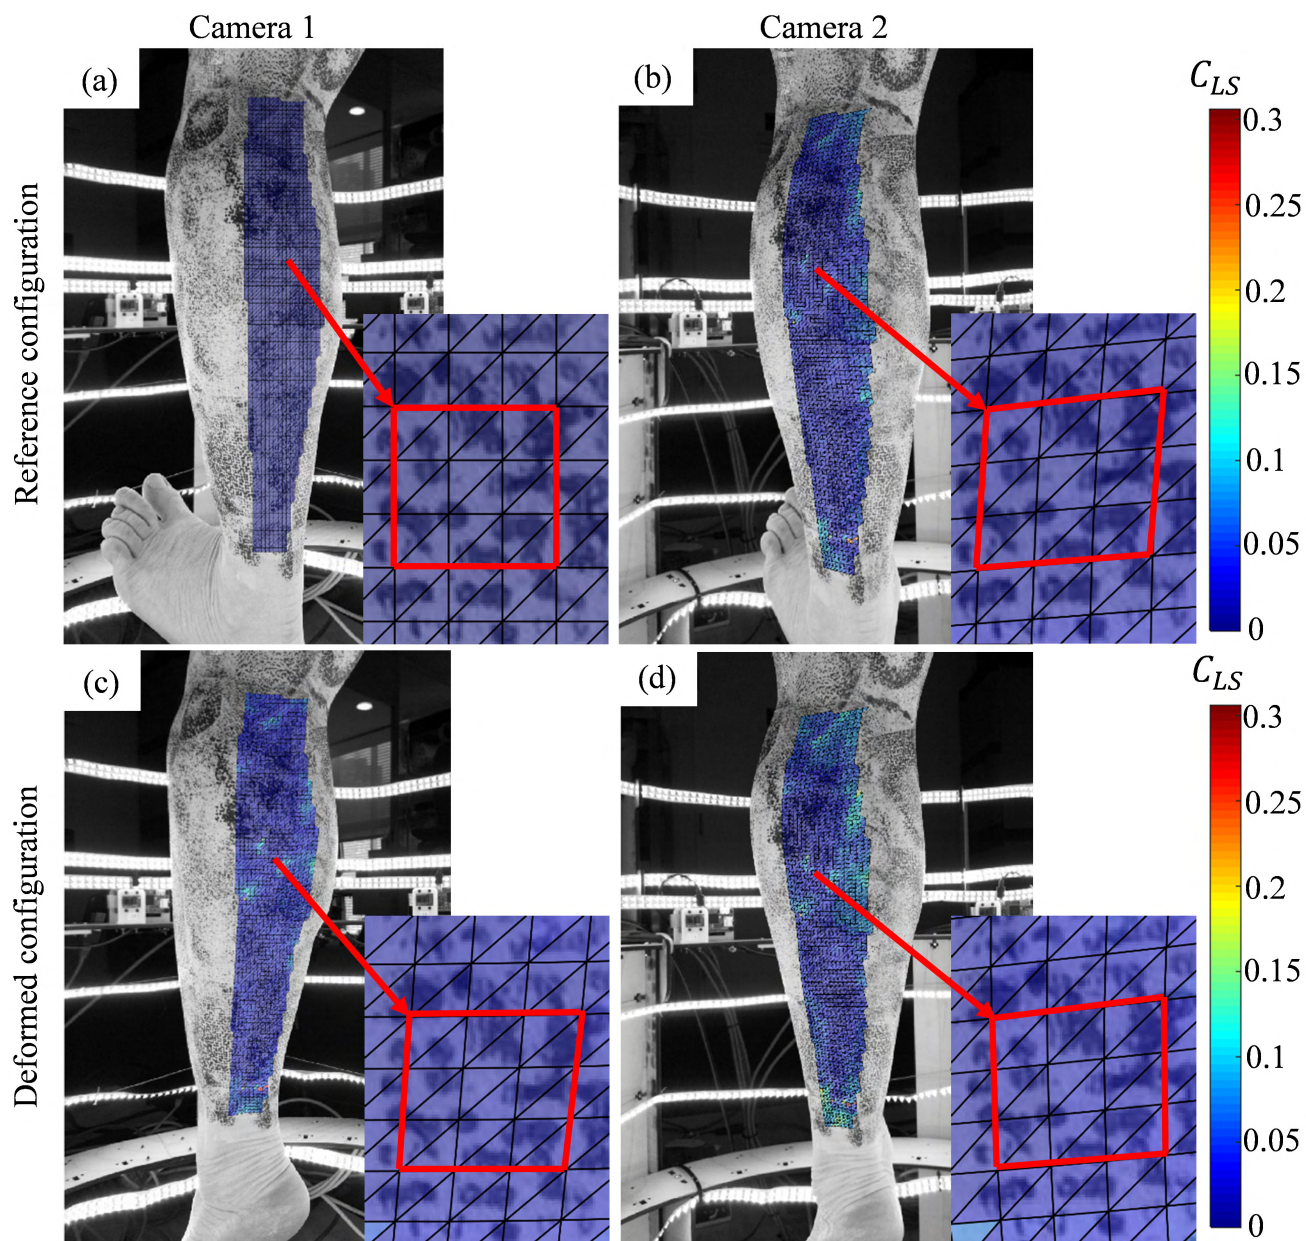 Camera 1
Camera 2
(a)
(b)
C_LS
0.3
0.25
0.2
0.15
0.1
0.05
0
Reference configuration
(c)
(d)
C_LS
0.3
0.25
0.2
0.15
0.1
0.05
0
Deformed configuration